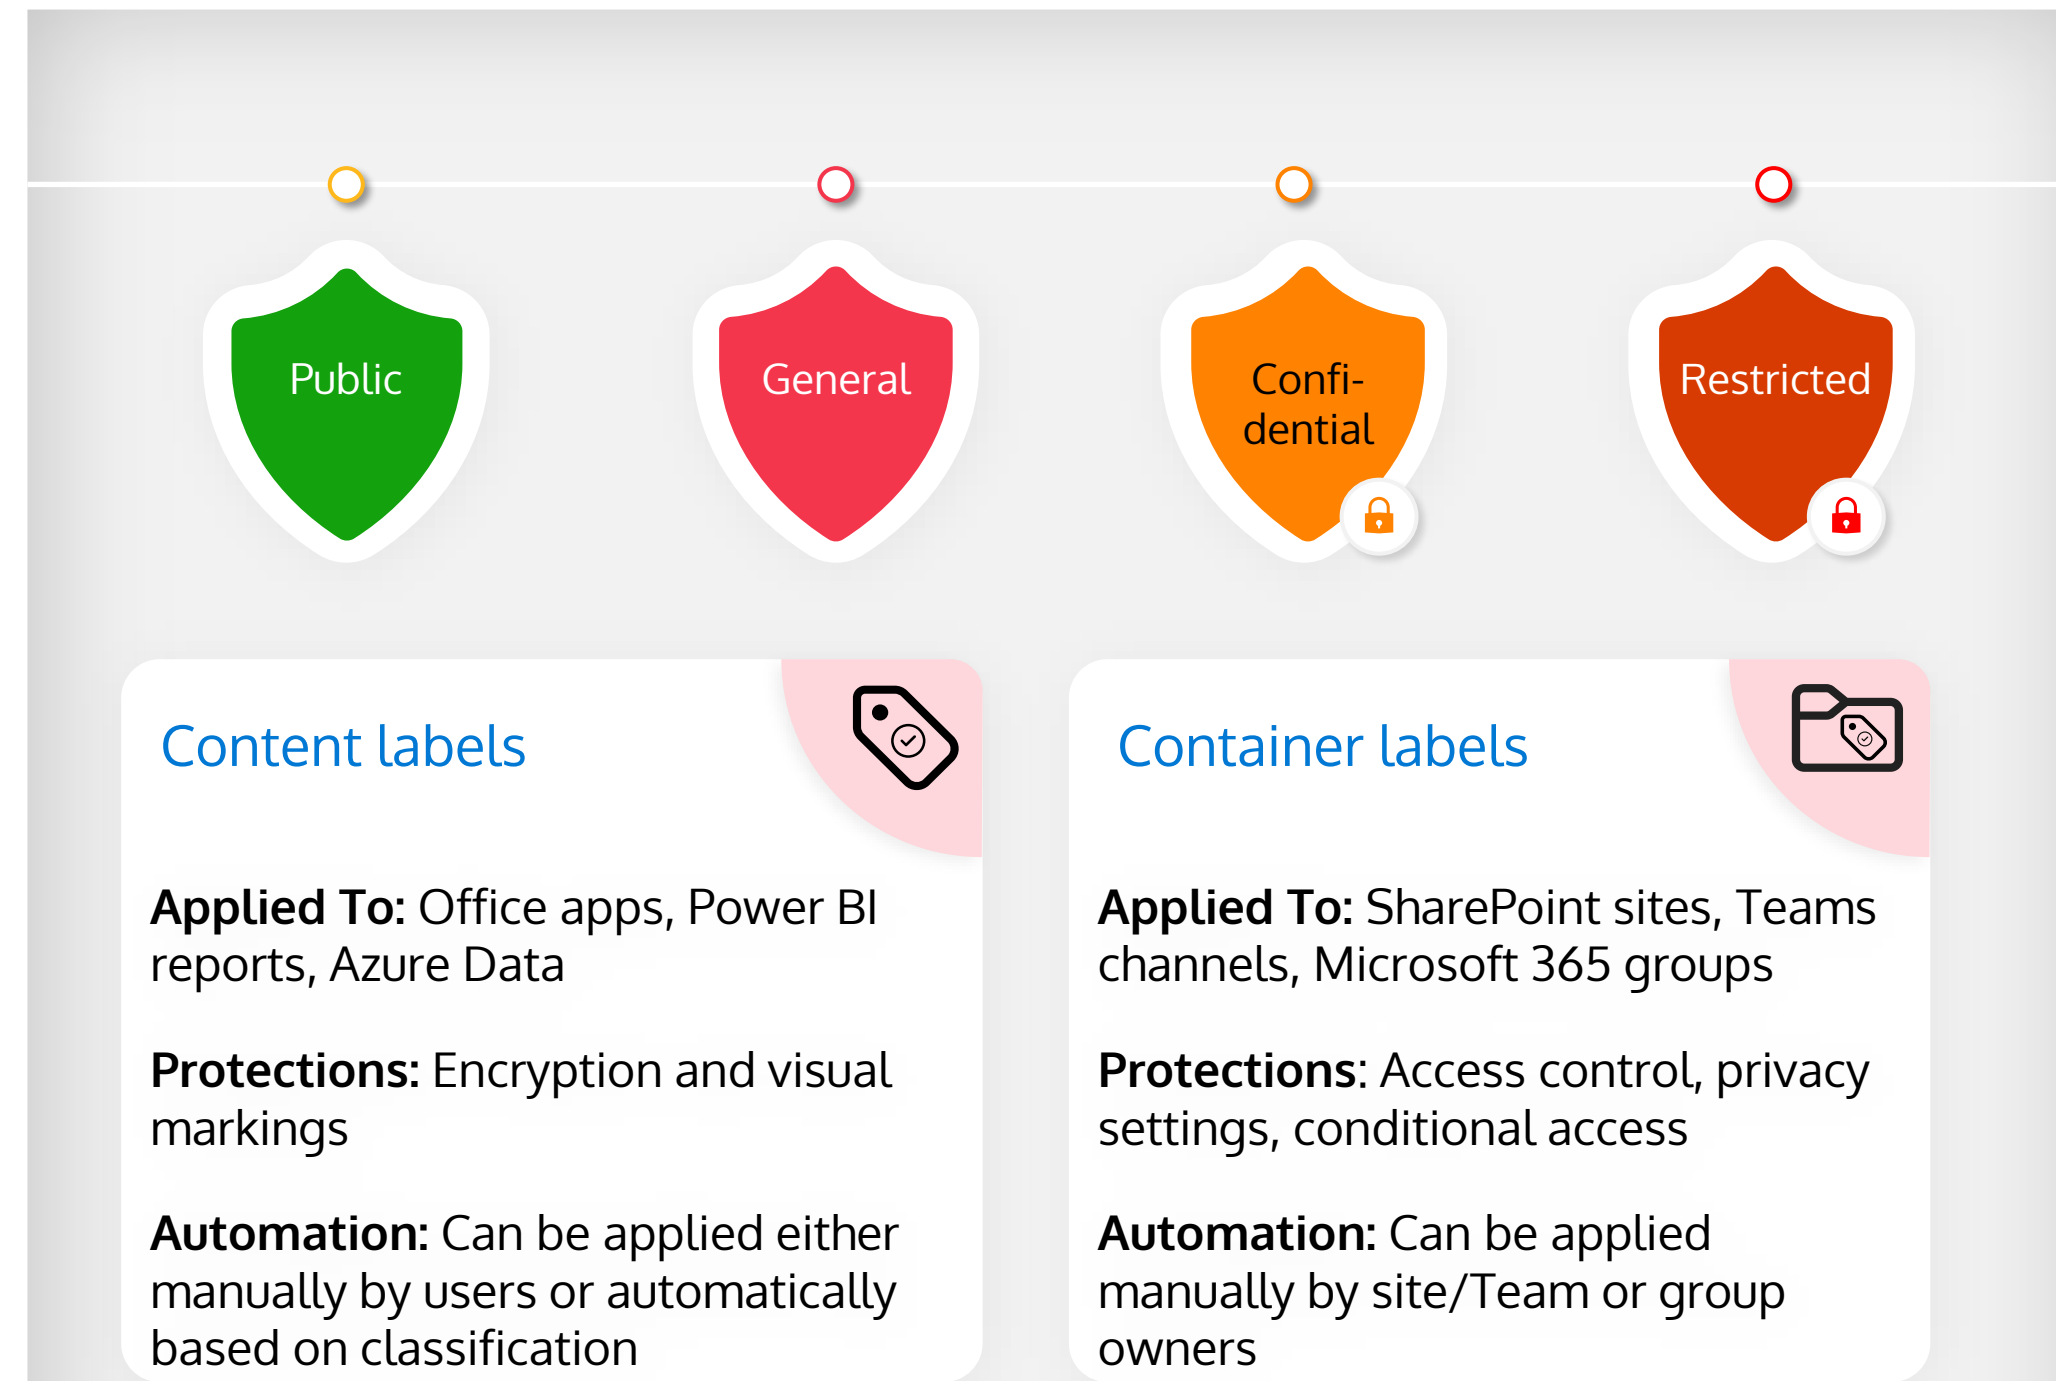 Public
General
Confi-
dential
Restricted
Content labels
Applied To: Office apps, Power BI
reports, Azure Data
Protections: Encryption and visual
markings
Automation: Can be applied either
manually by users or automatically
based on classification
Container labels
Applied To: SharePoint sites, Teams
channels, Microsoft 365 groups
Protections: Access control, privacy
settings, conditional access
Automation: Can be applied
manually by site/Team or group
owners